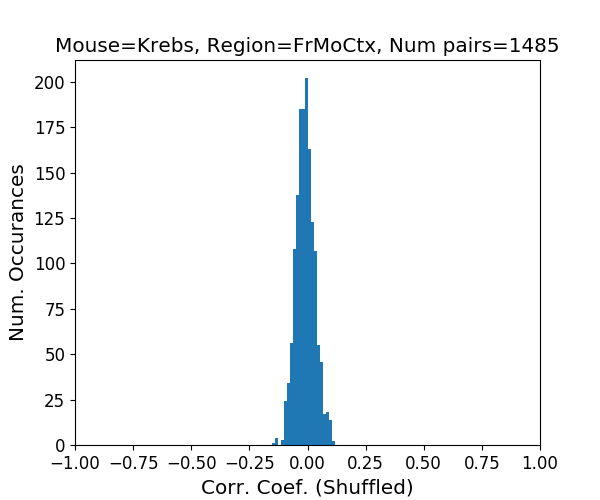 Mouse=Krebs, Region=FrMoCtx, Num pairs=1485
200
175
150
125
100
75
50
25
0
Num. Occurances
−1.00 −0.75 −0.50 −0.25 0.00 0.25 0.50 0.75 1.00
Corr. Coef. (Shuffled)